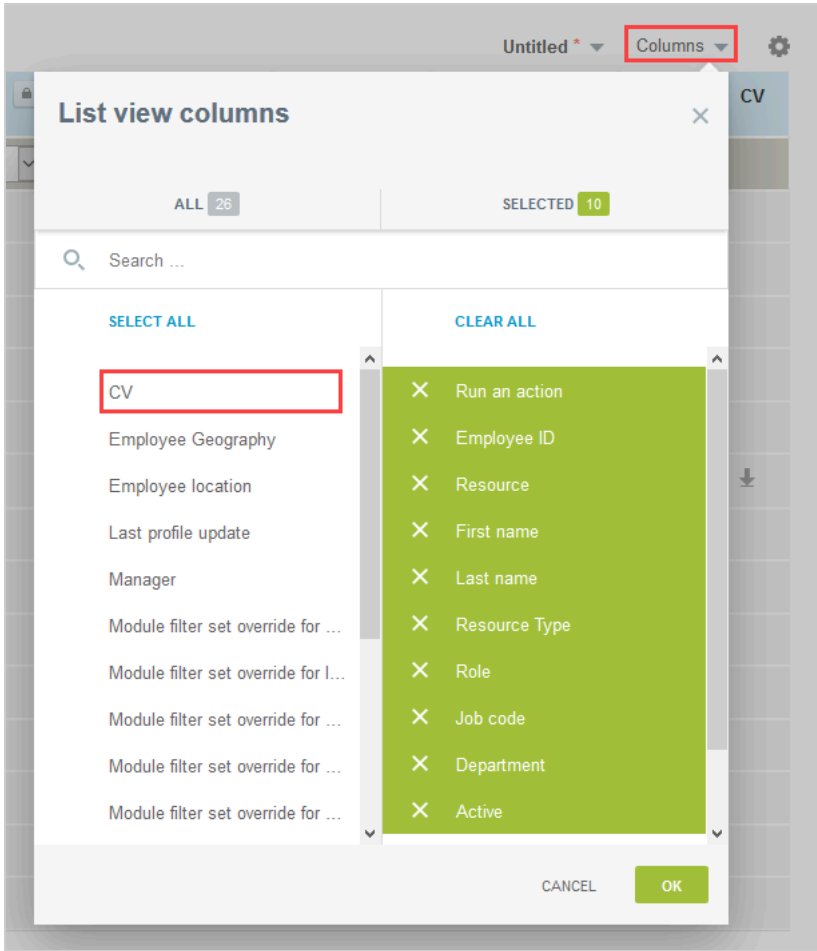 Untitled * Columns
CV
List view columns
ALL 26
SELECTED 10
Search ...
SELECT ALL
CLEAR ALL
CV
Employee Geography
Employee location
Last profile update
Manager
Module filter set override for ...
Module filter set override for l...
Module filter set override for ...
Module filter set override for ...
Module filter set override for ...
Run an action
Employee ID
Resource
First name
Last name
Resource Type
Role
Job code
Department
Active
CANCEL OK